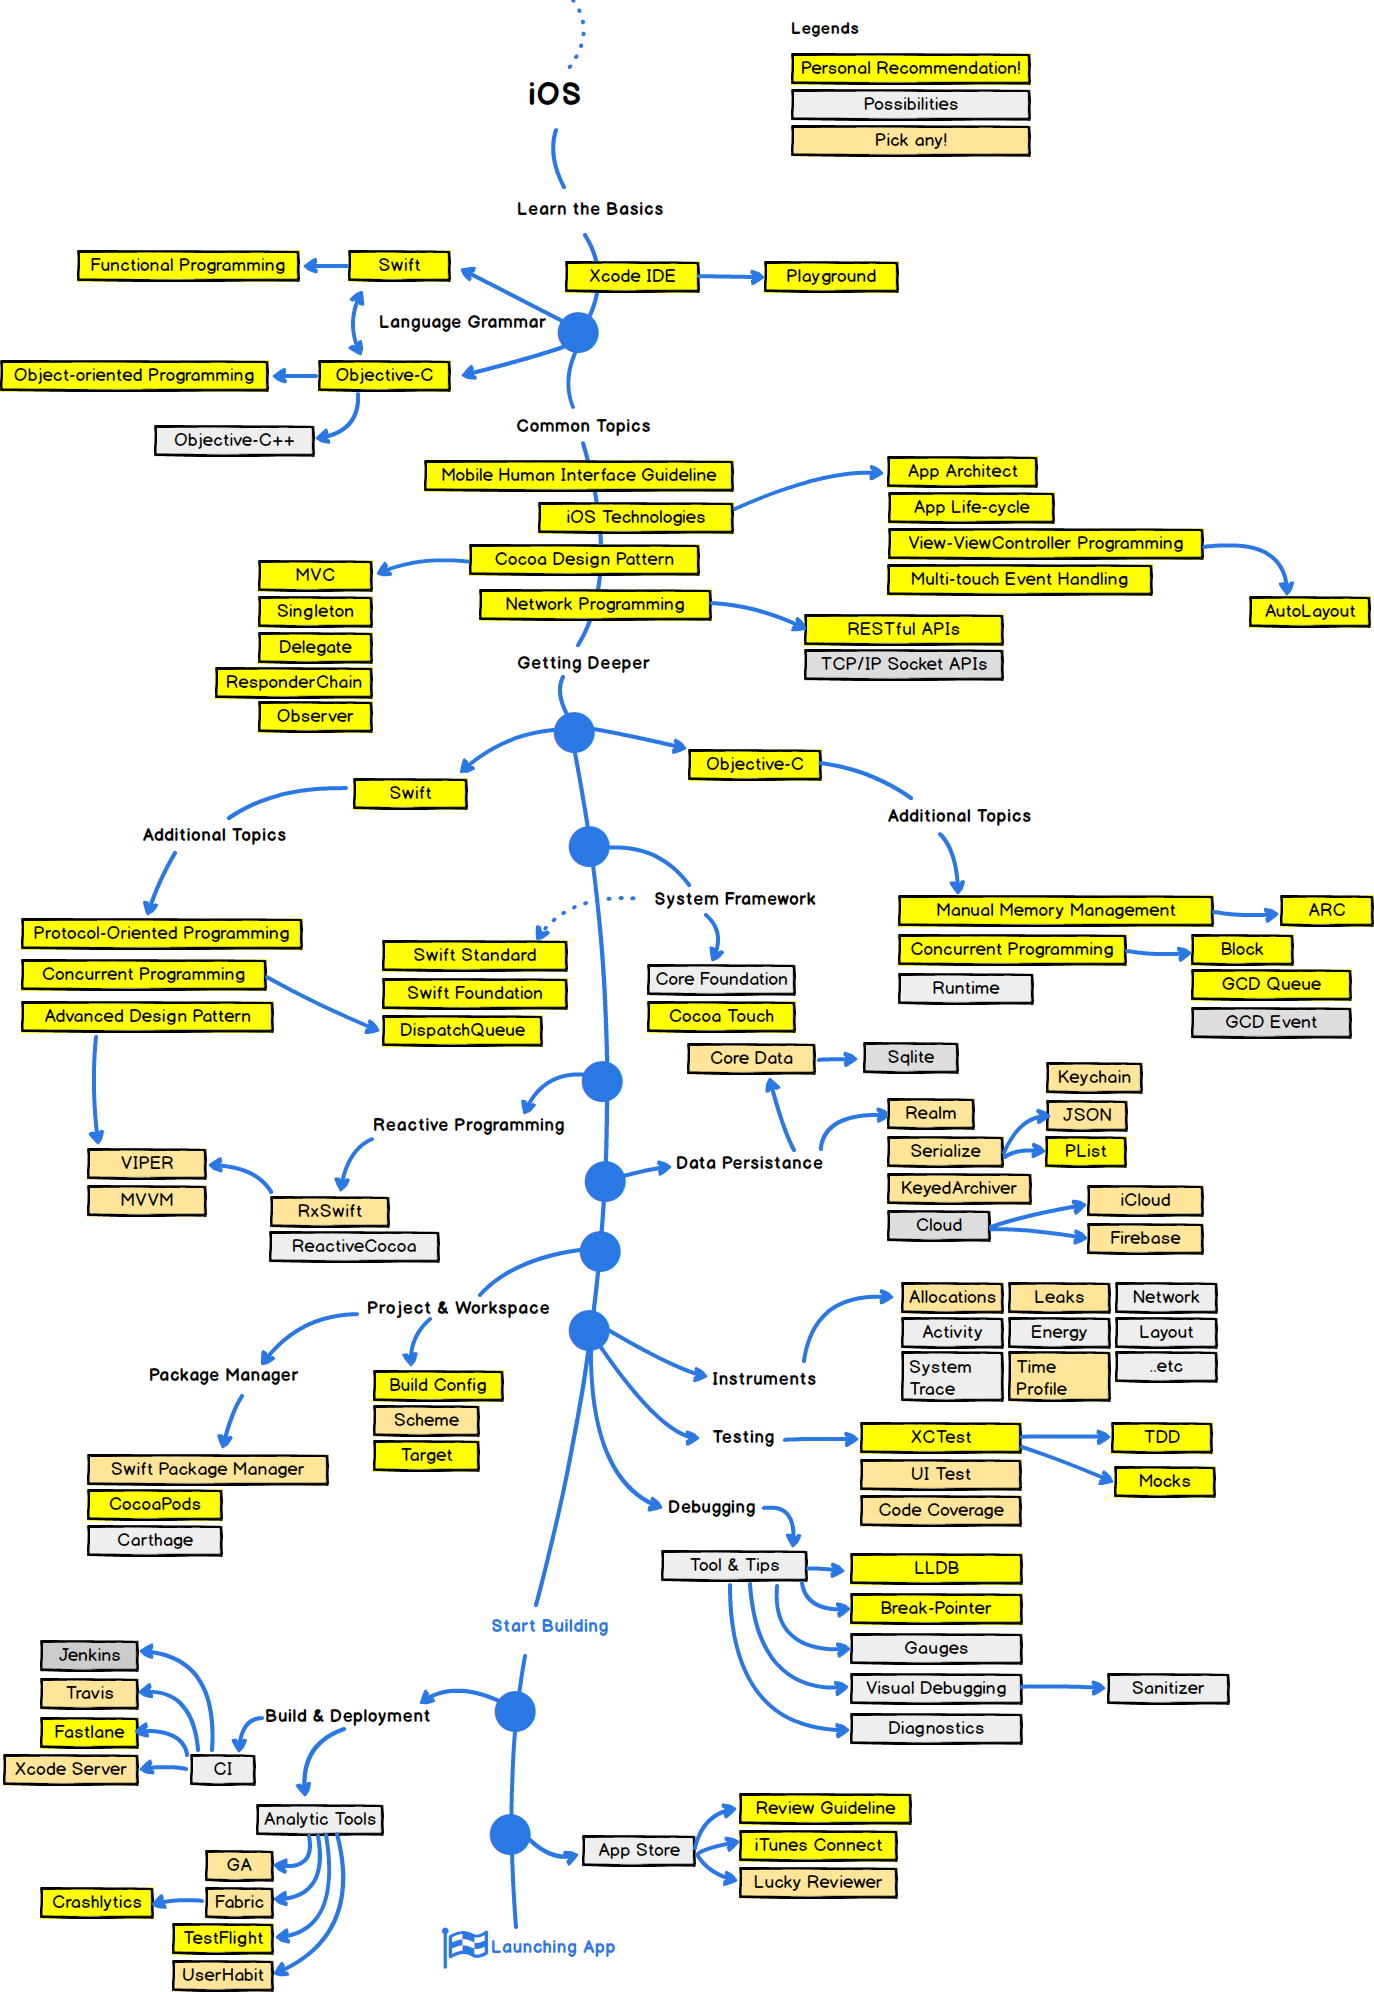 Legends
Personal Recommendation!
Possibilities
Pick any!
iOS
Learn the Basics
Functional Programming
Swift
Xcode IDE
Playground
Language Grammar
Object-oriented Programming
Objective-C
Objective-C++
Common Topics
Mobile Human Interface Guideline
iOS Technologies
Cocoa Design Pattern
Network Programming
App Architect
App Life-cycle
View-ViewController Programming
Multi-touch Event Handling
AutoLayout
MVC
Singleton
Delegate
ResponderChain
Observer
RESTful APIs
TCP/IP Socket APIs
Getting Deeper
Swift
Objective-C
Additional Topics
Additional Topics
Protocol-Oriented Programming
Concurrent Programming
Advanced Design Pattern
System Framework
Swift Standard
Swift Foundation
DispatchQueue
Core Foundation
Cocoa Touch
Manual Memory Management
ARC
Concurrent Programming
Block
Runtime
GCD Queue
GCD Event
Core Data
Sqlite
Reactive Programming
VIPER
MVVM
RxSwift
ReactiveCocoa
Data Persistance
Realm
Serialize
KeyedArchiver
Cloud
Keychain
JSON
PList
iCloud
Firebase
Project & Workspace
Package Manager
Build Config
Scheme
Target
Swift Package Manager
CocoaPods
Carthage
Instruments
Allocations
Leaks
Network
Activity
Energy
Layout
System
Trace
Time
Profile
..etc
Testing
XCTest
UI Test
Code Coverage
TDD
Mocks
Debugging
Tool & Tips
LLDB
Break-Pointer
Gauges
Visual Debugging
Sanitizer
Diagnostics
Start Building
Build & Deployment
Jenkins
Travis
Fastlane
Xcode Server
CI
Analytic Tools
GA
Fabric
Crashlytics
TestFlight
UserHabit
App Store
Review Guideline
iTunes Connect
Lucky Reviewer
Launching App